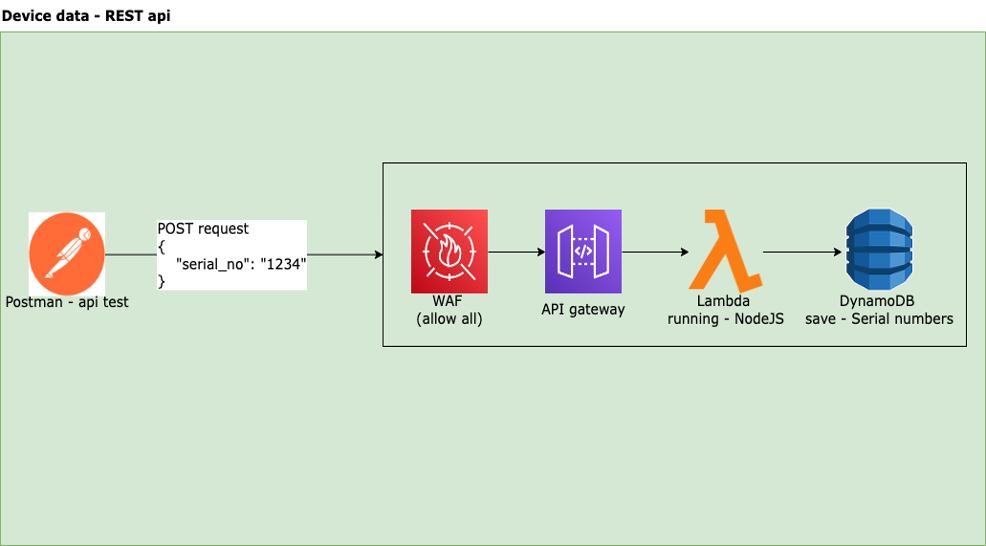 Device data - REST api
POST request
{
"serial_no": "1234"
}
Postman - api test
WAF
(allow all)
API gateway
Lambda
running - NodeJS
DynamoDB
save - Serial numbers